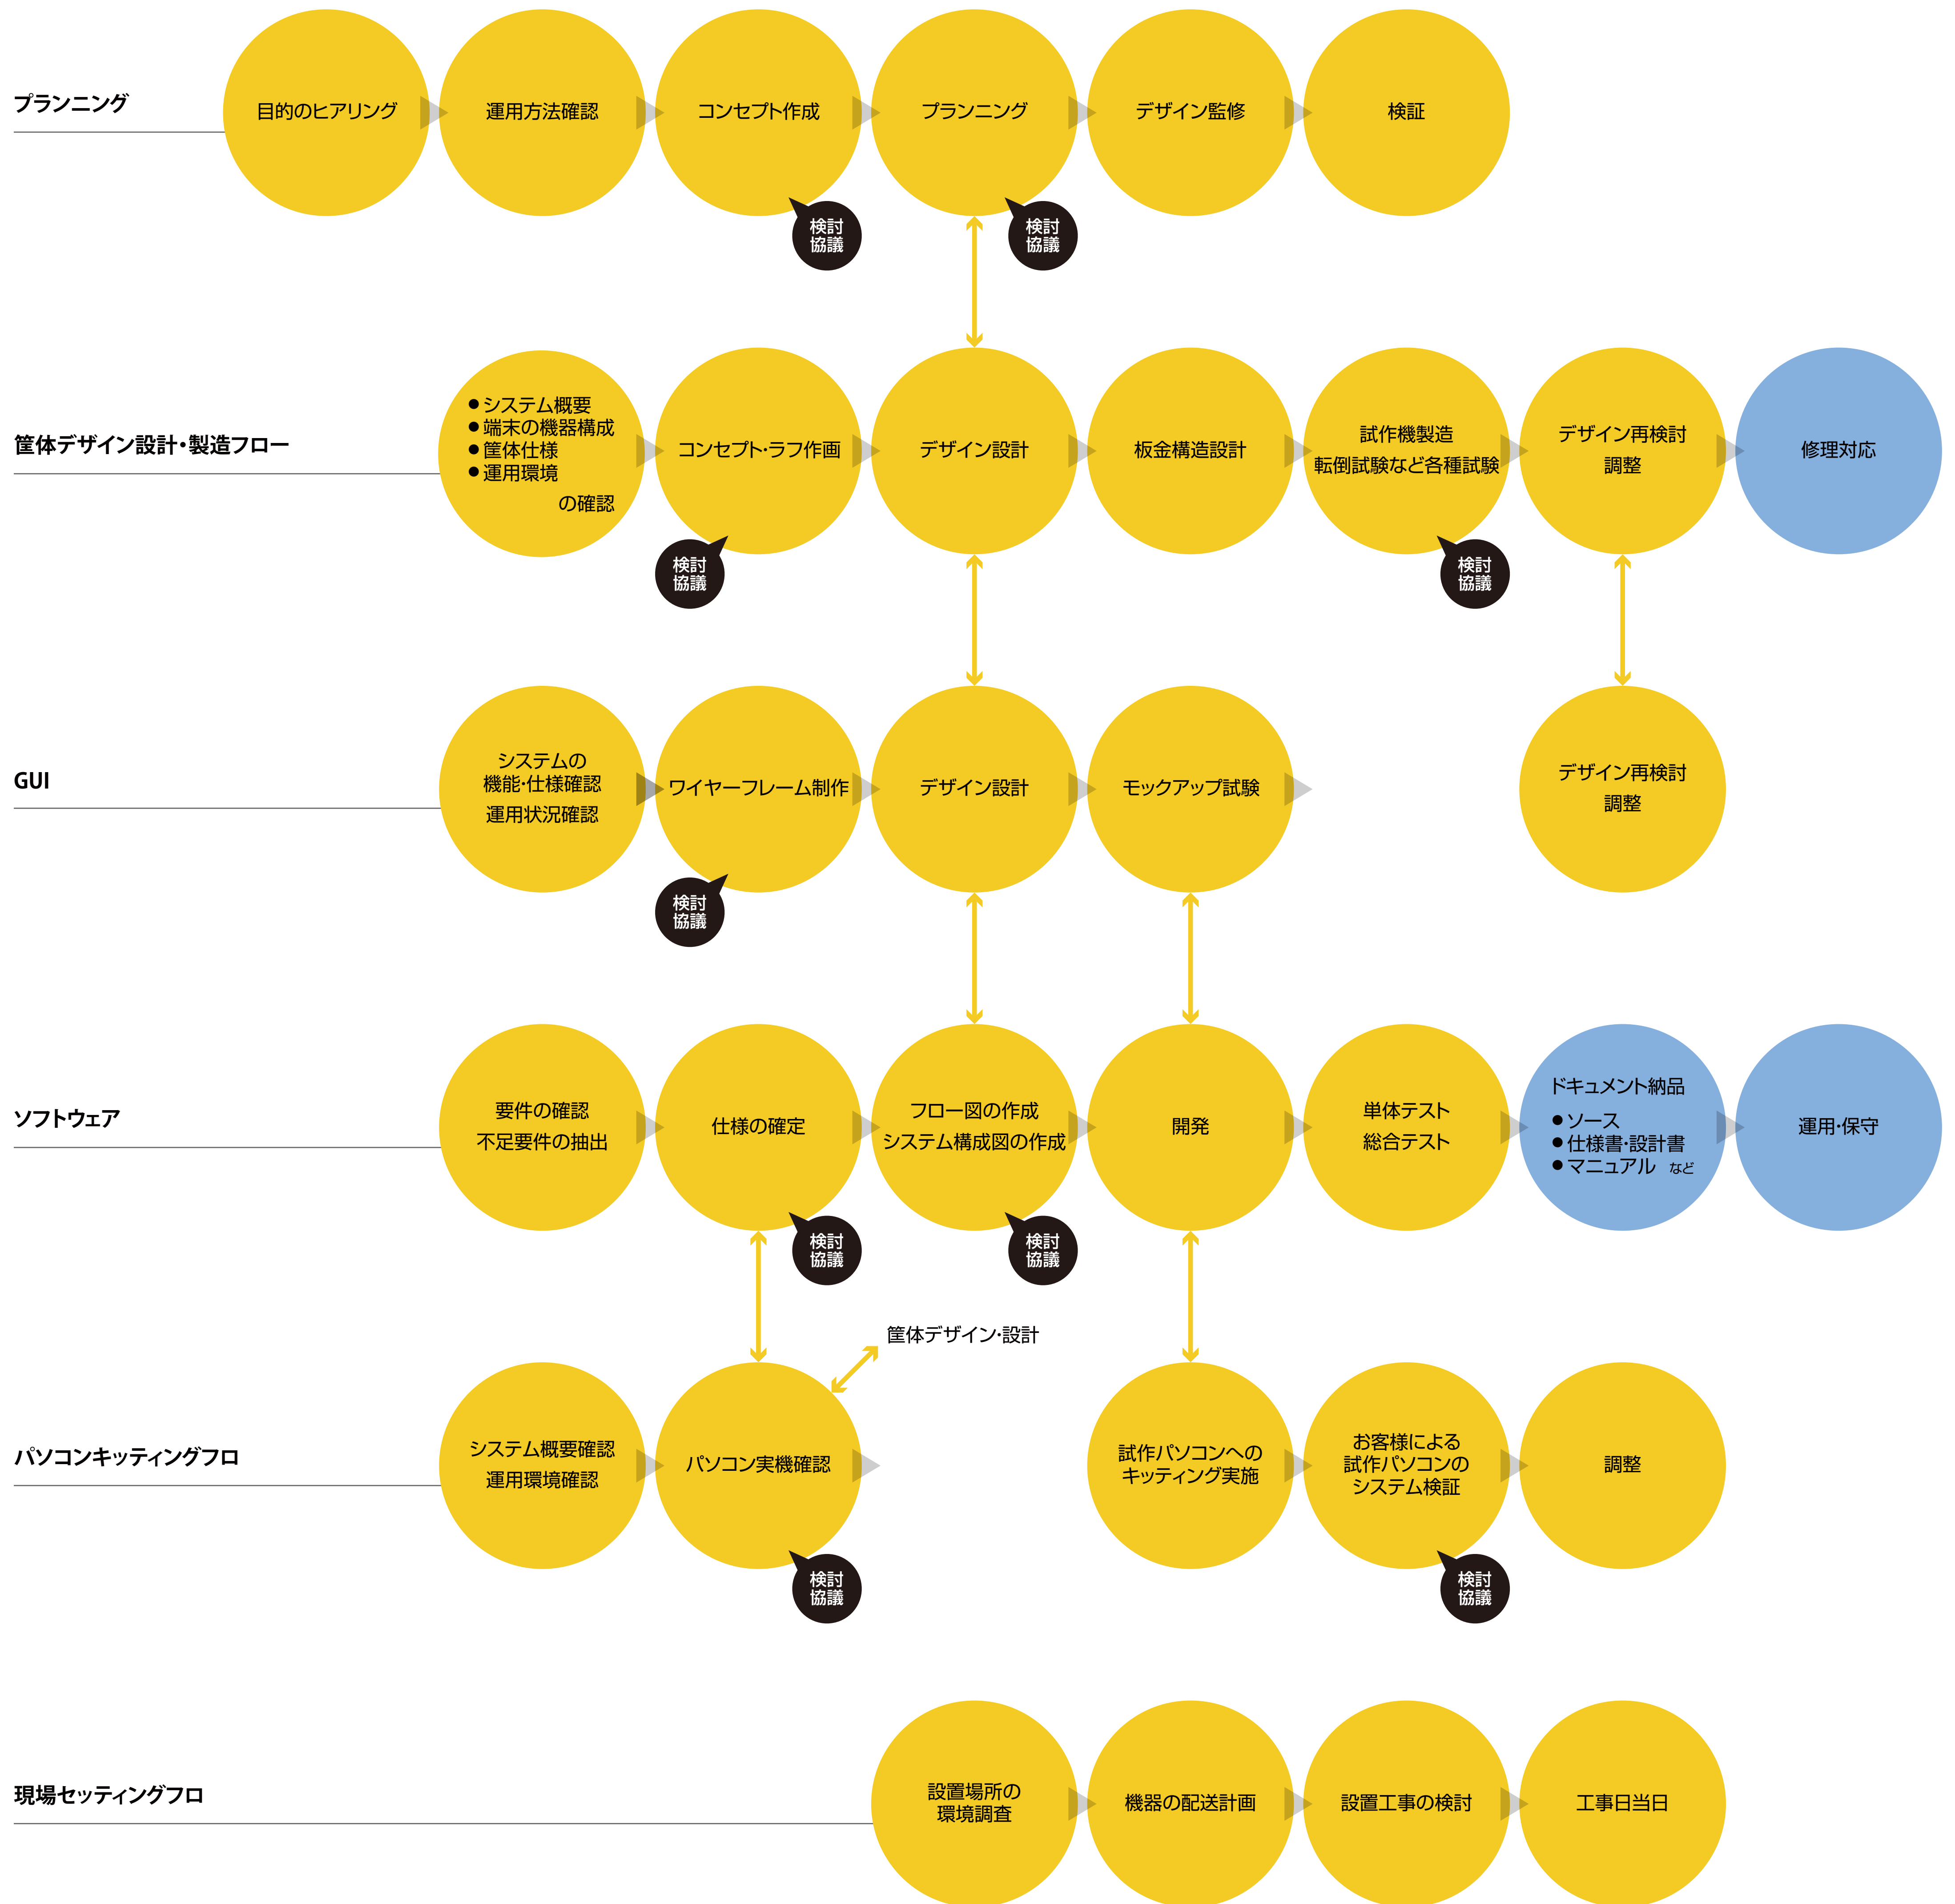 プランニング
目的のヒアリング
運用方法確認
コンセプト作成
プランニング
デザイン監修
検証
検討
協議
検討
協議
筐体デザイン設計・製造フロー
●システム概要
●端末の機器構成
●筐体仕様
●運用環境
の確認
コンセプト・ラフ作画
デザイン設計
板金構造設計
試作機製造
転倒試験など各種試験
デザイン再検討
調整
修理対応
検討
協議
検討
協議
GUI
システムの
機能・仕様確認
運用状況確認
ワイヤーフレーム制作
デザイン設計
モックアップ試験
デザイン再検討
調整
検討
協議
ソフトウェア
要件の確認
不足要件の抽出
仕様の確定
フロー図の作成
システム構成図の作成
開発
単体テスト
総合テスト
ドキュメント納品
●ソース
●仕様書・設計書
●マニュアル など
運用・保守
検討
協議
検討
協議
筐体デザイン・設計
パソコンキッティングフロ
システム概要確認
運用環境確認
パソコン実機確認
試作パソコンへの
キッティング実施
お客様による
試作パソコンの
システム検証
調整
検討
協議
検討
協議
現場セッティングフロ
設置場所の
環境調査
機器の配送計画
設置工事の検討
工事日当日